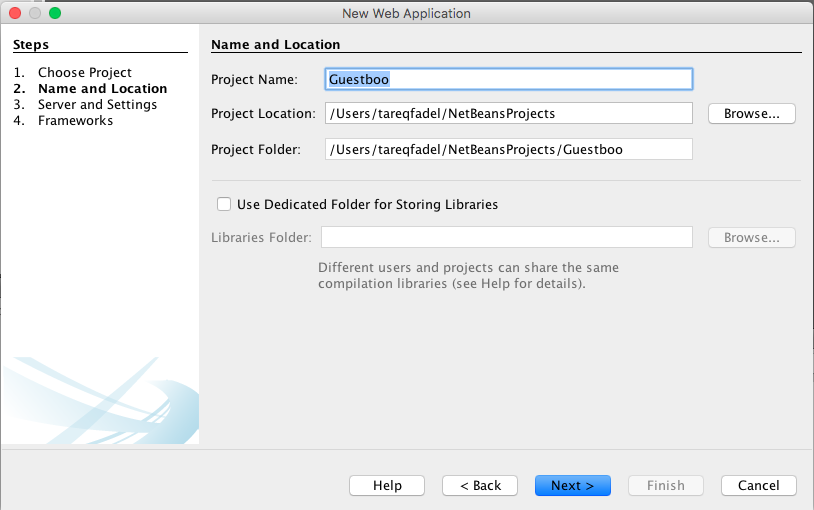 New Web Application
Steps
1. Choose Project
2. Name and Location
3. Server and Settings
4. Frameworks
Name and Location
Project Name: Guestboo
Project Location: /Users/tareqfadel/NetBeansProjects Browse...
Project Folder: /Users/tareqfadel/NetBeansProjects/Guestboo
Use Dedicated Folder for Storing Libraries
Libraries Folder: Browse...
Different users and projects can share the same
compilation libraries (see Help for details).
Help < Back Next > Finish Cancel